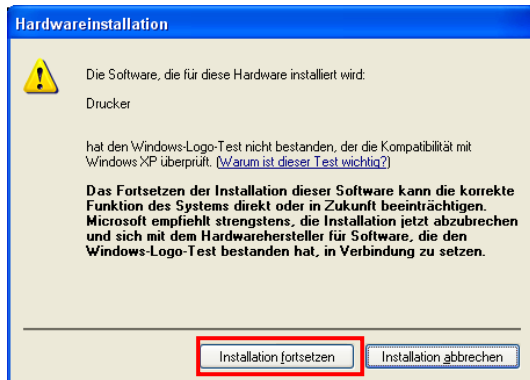 Hardwareinstallation
Die Software, die für diese Hardware installiert wird:
Drucker
hat den Windows-Logo-Test nicht bestanden, der die Kompatibilität mit
Windows XP überprüft. (Warum ist dieser Test wichtig?)
Das Fortsetzen der Installation dieser Software kann die korrekte
Funktion des Systems direkt oder in Zukunft beeinträchtigen.
Microsoft empfiehlt strengstens, die Installation jetzt abzubrechen
und sich mit dem Hardwarehersteller für Software, die den
Windows-Logo-Test bestanden hat, in Verbindung zu setzen.
Installation fortsetzen Installation abbrechen